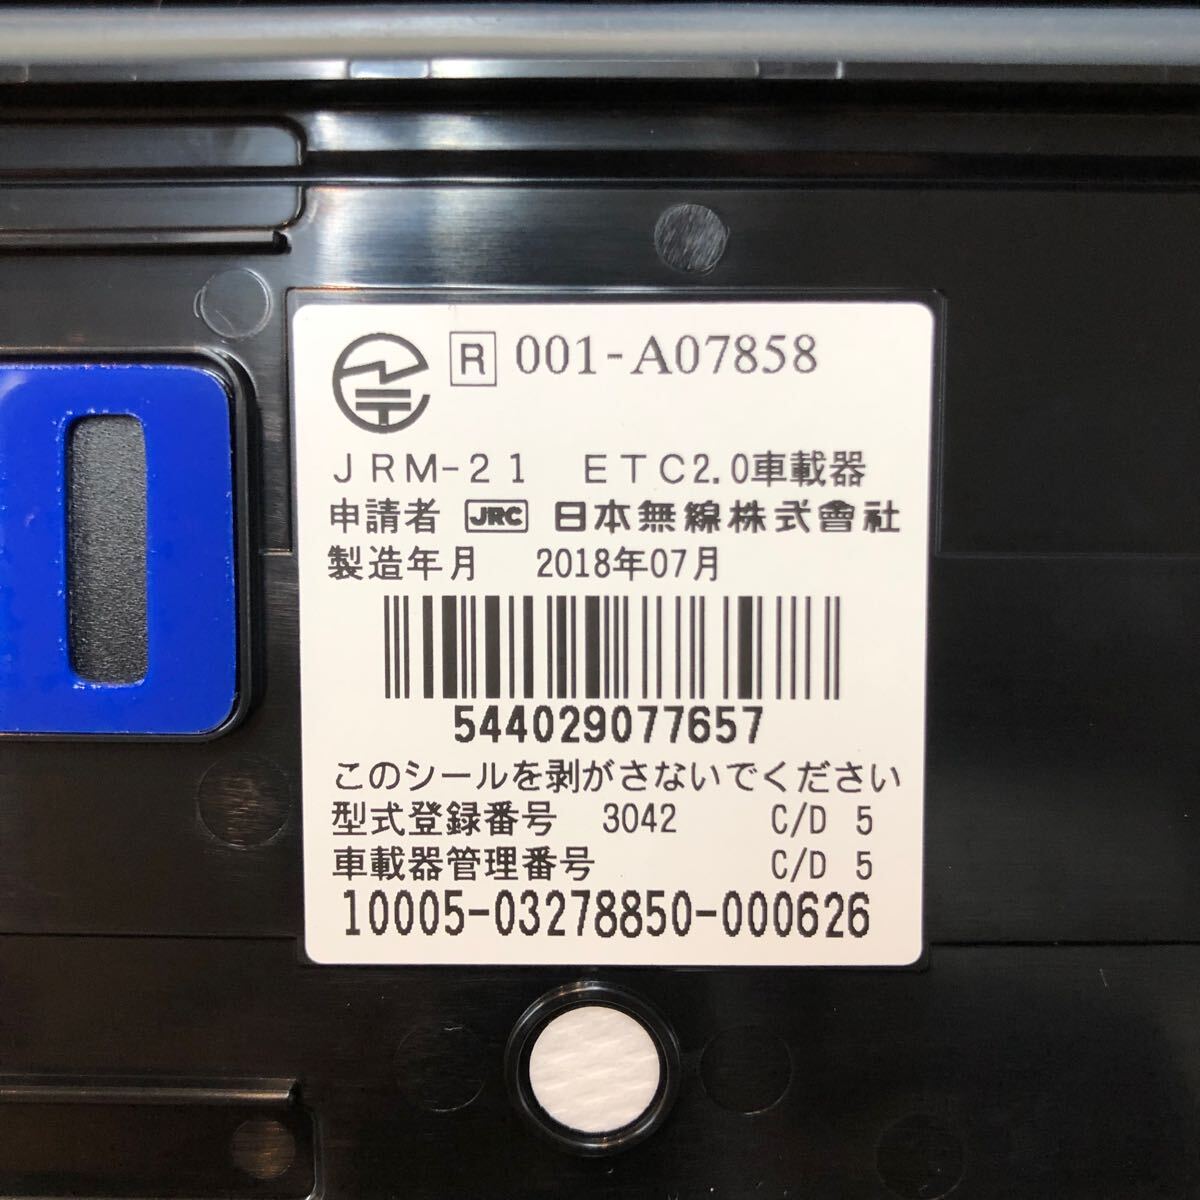 R 001-A07858
JRM-21 ETC2.0車載器
申請者 JRC 日本無線株式會社
製造年月 2018年07月
544029077657
このシールを剥がさないでください
型式登録番号 3042 C/D 5
車載器管理番号 C/D 5
10005-03278850-000626